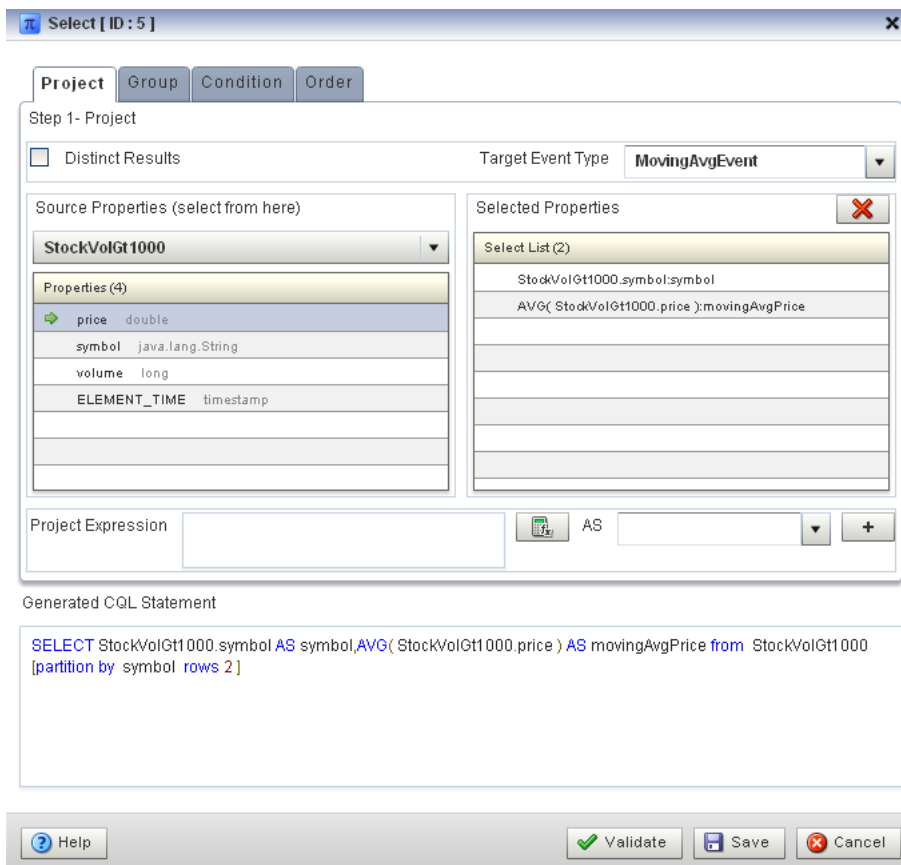 π Select [ ID : 5 ]
Project Group Condition Order
Step 1- Project
Distinct Results
Target Event Type MovingAvgEvent
Source Properties (select from here)
StockVolGt1000
Properties (4)
price double
symbol java.lang.String
volume long
ELEMENT_TIME timestamp
Selected Properties
Select List (2)
StockVolGt1000.symbol:symbol
AVG( StockVolGt1000.price ):movingAvgPrice
Project Expression
fx
AS
+
Generated CQL Statement
SELECT StockVolGt1000.symbol AS symbol,AVG( StockVolGt1000.price ) AS movingAvgPrice from StockVolGt1000
[partition by symbol rows 2 ]
? Help
Validate
Save
Cancel